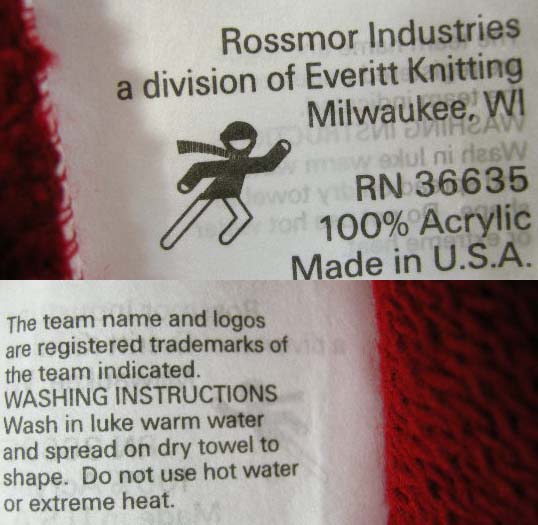 Rossmor Industries
a division of Everitt Knitting
Milwaukee, WI
RN 36635
100% Acrylic
Made in U.S.A.
The team name and logos
are registered trademarks of
the team indicated.
WASHING INSTRUCTIONS
Wash in luke warm water
and spread on dry towel to
shape. Do not use hot water
or extreme heat.